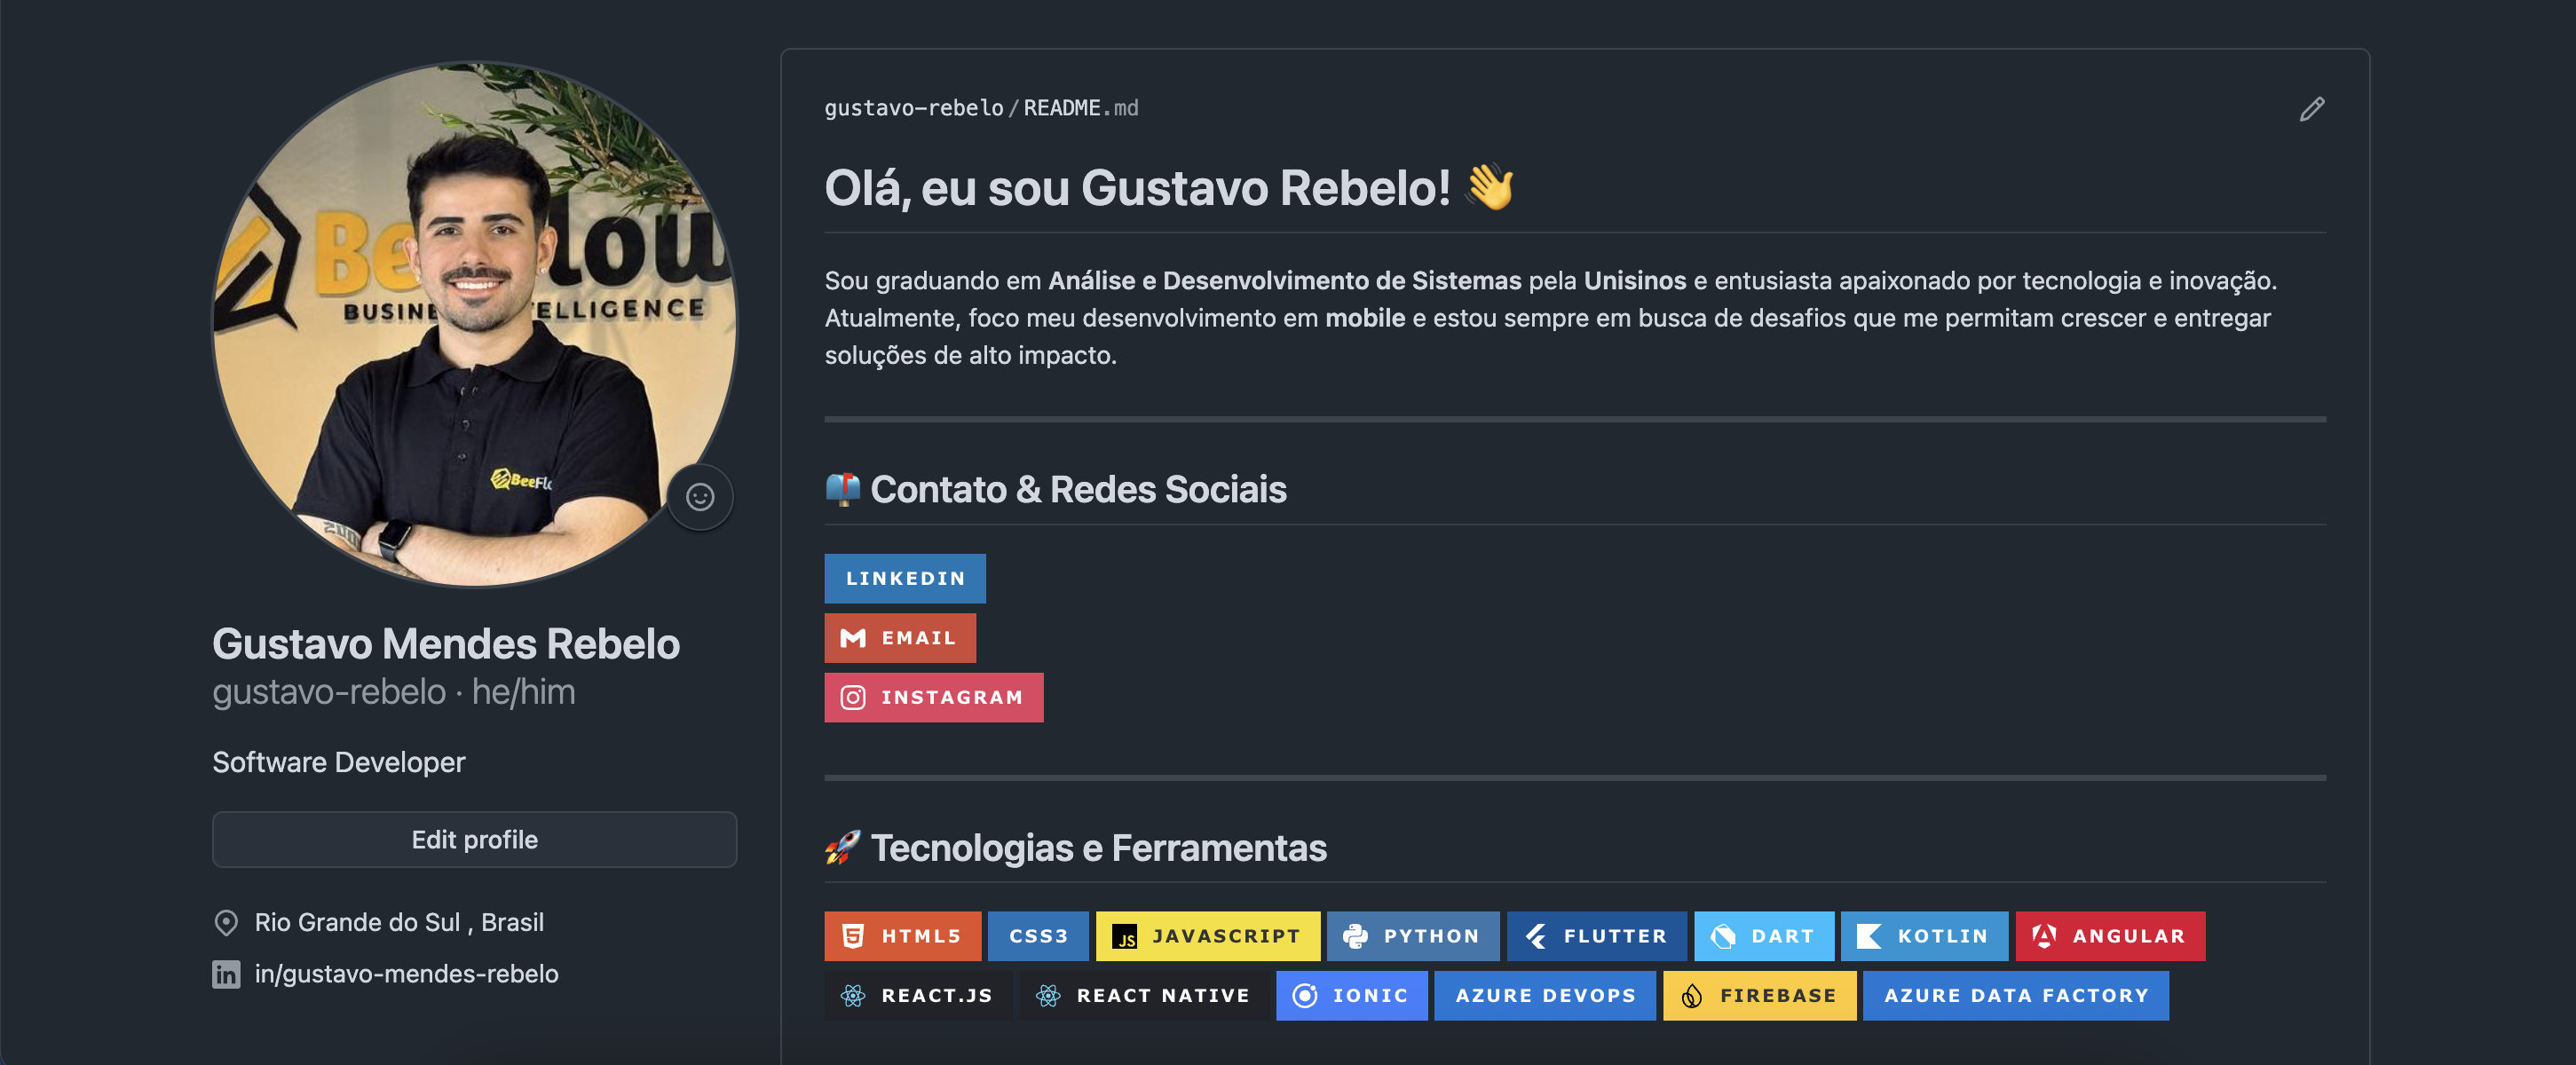 BeeFlow
BUSINESS INTELLIGENCE
BeeFlo
Gustavo Mendes Rebelo
gustavo-rebelo · he/him
Software Developer
Edit profile
Rio Grande do Sul , Brasil
in/gustavo-mendes-rebelo
gustavo-rebelo/README.md
Olá, eu sou Gustavo Rebelo! 👋
Sou graduando em Análise e Desenvolvimento de Sistemas pela Unisinos e entusiasta apaixonado por tecnologia e inovação.
Atualmente, foco meu desenvolvimento em mobile e estou sempre em busca de desafios que me permitam crescer e entregar
soluções de alto impacto.
📫 Contato & Redes Sociais
LINKEDIN
EMAIL
INSTAGRAM
🚀 Tecnologias e Ferramentas
HTML5 CSS3 JS JAVASCRIPT PYTHON FLUTTER DART KOTLIN ANGULAR
REACT.JS REACT NATIVE IONIC AZURE DEVOPS FIREBASE AZURE DATA FACTORY